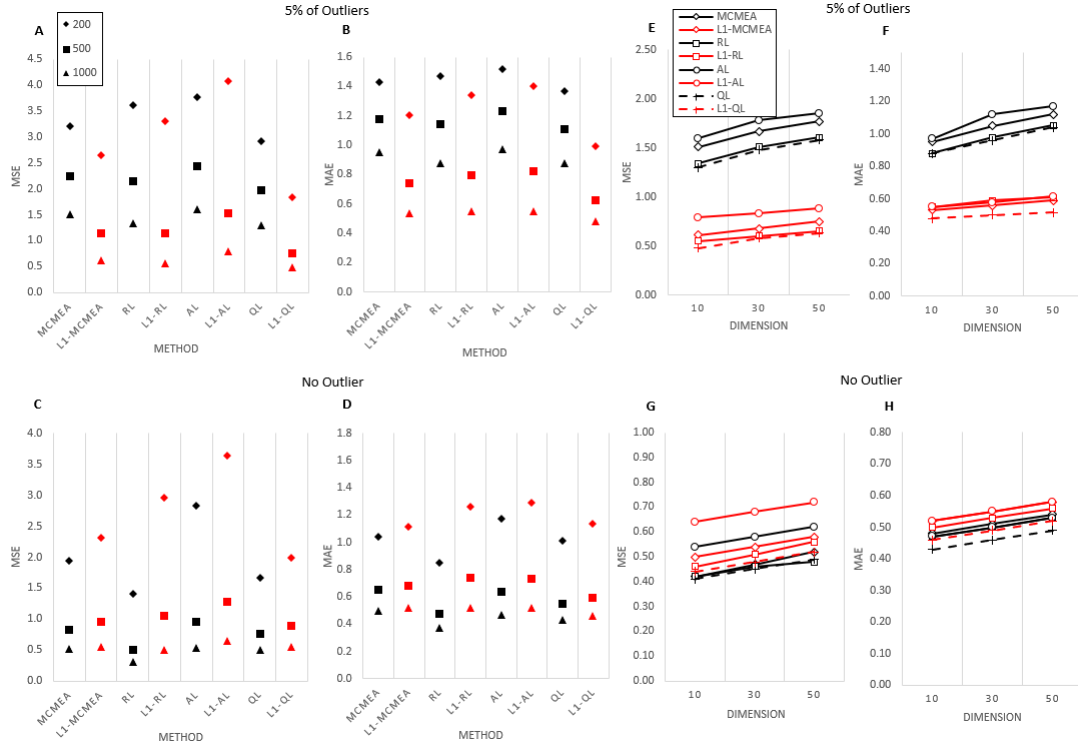 5% of Outliers
A
200
500
1000
4.5
4.0
3.5
3.0
2.5
2.0
1.5
1.0
0.5
0.0
MSE
MCMEA
L1-MCMEA
RL
L1-RL
AL
L1-AL
QL
L1-QL
METHOD
B
1.6
1.4
1.2
1.0
0.8
0.6
0.4
0.2
0.0
MAE
MCMEA
L1-MCMEA
RL
L1-RL
AL
L1-AL
QL
L1-QL
METHOD
5% of Outliers
E
MCMEA
L1-MCMEA
RL
L1-RL
AL
L1-AL
QL
L1-QL
2.50
2.00
1.50
1.00
0.50
0.00
MSE
10
30
50
DIMENSION
F
1.40
1.20
1.00
0.80
0.60
0.40
0.20
0.00
MAE
10
30
50
DIMENSION
No Outlier
C
4.0
3.5
3.0
2.5
2.0
1.5
1.0
0.5
0.0
MSE
MCMEA
L1-MCMEA
RL
L1-RL
AL
L1-AL
QL
L1-QL
METHOD
D
1.8
1.6
1.4
1.2
1.0
0.8
0.6
0.4
0.2
0.0
MAE
MCMEA
L1-MCMEA
RL
L1-RL
AL
L1-AL
QL
L1-QL
METHOD
No Outlier
G
1.00
0.90
0.80
0.70
0.60
0.50
0.40
0.30
0.20
0.10
0.00
MSE
10
30
50
DIMENSION
H
0.80
0.70
0.60
0.50
0.40
0.30
0.20
0.10
0.00
MAE
10
30
50
DIMENSION